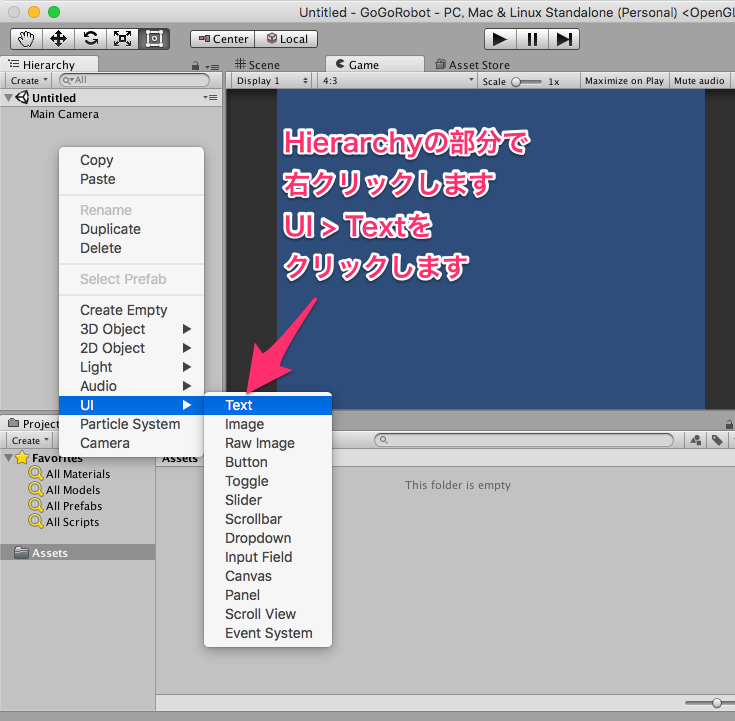 Untitled - GoGoRobot - PC, Mac & Linux Standalone (Personal) <OpenGL
Center
Local
Hierarchy
Scene
Game
Asset Store
Create
All
Display 1
4:3
Scale
1x
Maximize on Play
Mute audio
Untitled
Main Camera
Hierarchyの部分で
右クリックします
UI > Textを
クリックします
Copy
Paste
Rename
Duplicate
Delete
Select Prefab
Create Empty
3D Object
2D Object
Light
Audio
UI
Particle System
Camera
Text
Image
Raw Image
Button
Toggle
Slider
Scrollbar
Dropdown
Input Field
Canvas
Panel
Scroll View
Event System
Project
Create
Favorites
All Materials
All Models
All Prefabs
All Scripts
Assets
Assets
This folder is empty